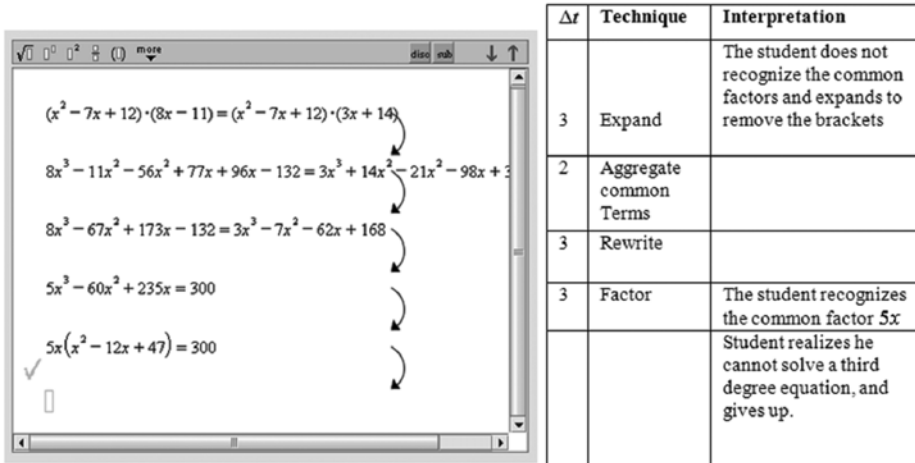 more
disc sub
(x² − 7x + 12)·(8x − 11) = (x² − 7x + 12)·(3x + 14)
8x³ − 11x² − 56x² + 77x + 96x − 132 = 3x³ + 14x² − 21x² − 98x + 3
8x³ − 67x² + 173x − 132 = 3x³ − 7x² − 62x + 168
5x³ − 60x² + 235x = 300
5x(x² − 12x + 47) = 300
Δt Technique Interpretation
The student does not
recognize the common
factors and expands to
3 Expand remove the brackets
2 Aggregate
common
Terms
3 Rewrite
3 Factor The student recognizes
the common factor 5x
Student realizes he
cannot solve a third
degree equation, and
gives up.